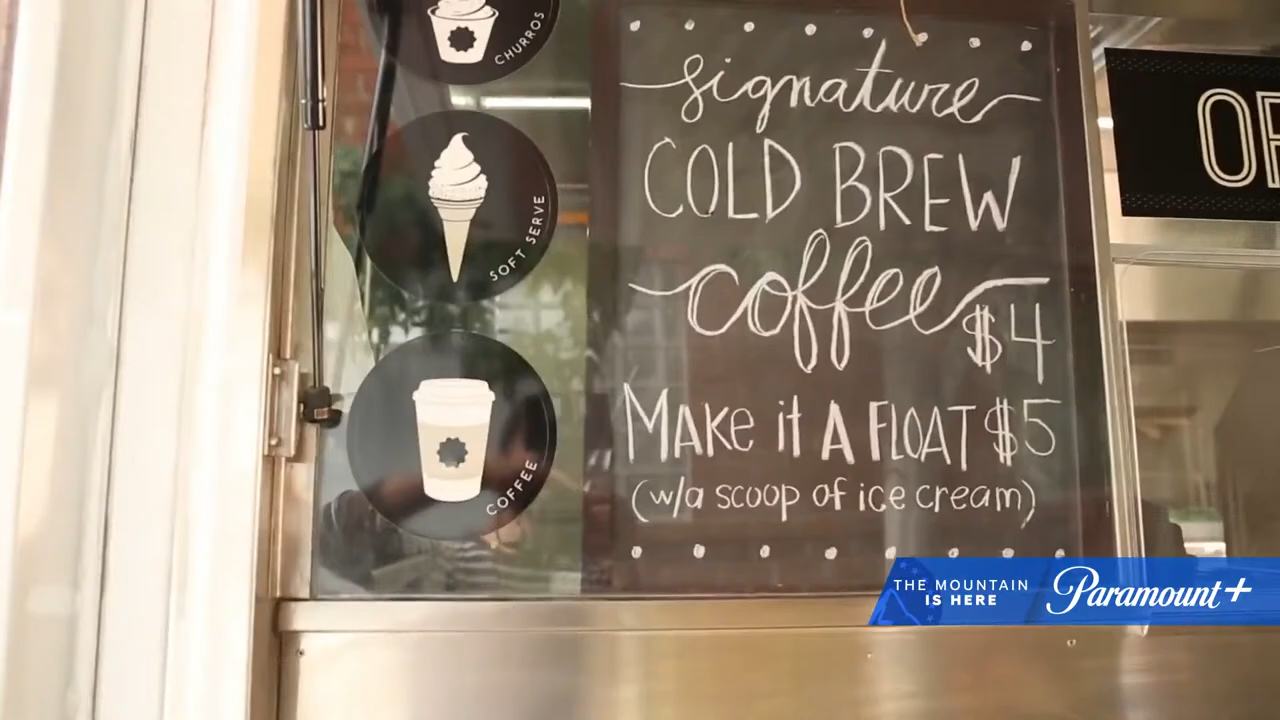 CHURROS
SOFT SERVE
COFFEE
signature
COLD BREW
coffee
$4
MAKe it A FLOAT $5
(w/a scoop of ice cream)
THE MOUNTAIN
IS HERE
Paramount+